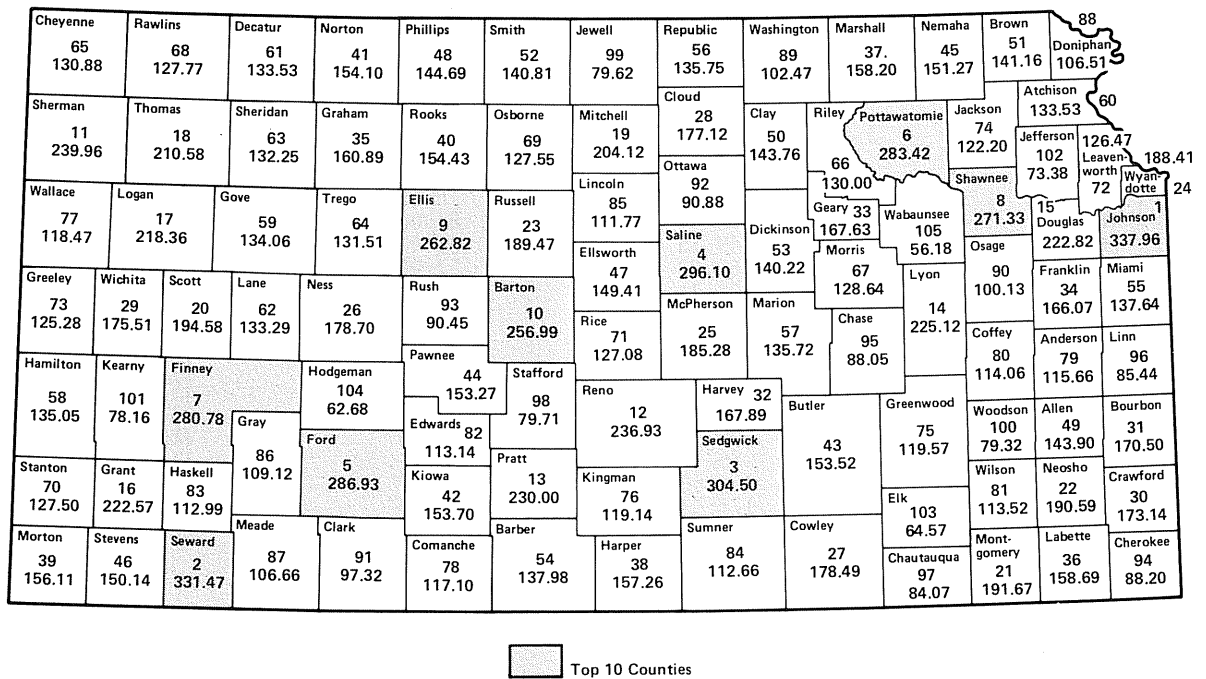 Cheyenne
65
130.88
Rawlins
68
127.77
Decatur
61
133.53
Norton
41
154.10
Phillips
48
144.69
Smith
52
140.81
Jewell
99
79.62
Republic
56
135.75
Washington
89
102.47
Marshall
37.
158.20
Nemaha
45
151.27
Brown
51
141.16
88
Doniphan
106.51
Sherman
11
239.96
Thomas
18
210.58
Sheridan
63
132.25
Graham
35
160.89
Rooks
40
154.43
Osborne
69
127.55
Mitchell
19
204.12
Cloud
28
177.12
Clay
50
143.76
Riley
66
130.00
Pottawatomie
6
283.42
Jackson
74
122.20
Atchison
133.53
60
Jefferson
102
73.38
126.47
Leaven-
worth
72
188.41
Wyan-
dotte
24
Wallace
77
118.47
Logan
17
218.36
Gove
59
134.06
Trego
64
131.51
Ellis
9
262.82
Russell
23
189.47
Lincoln
85
111.77
Ottawa
92
90.88
Saline
4
296.10
Dickinson
53
140.22
Geary 33
167.63
Wabaunsee
105
56.18
Shawnee
8
271.33
15
Douglas
222.82
1
Johnson
337.96
Ellsworth
47
149.41
Morris
67
128.64
Lyon
14
225.12
Osage
90
100.13
Franklin
34
166.07
Miami
55
137.64
Greeley
73
125.28
Wichita
29
175.51
Scott
20
194.58
Lane
62
133.29
Ness
26
178.70
Rush
93
90.45
Barton
10
256.99
Rice
71
127.08
McPherson
25
185.28
Marion
57
135.72
Chase
95
88.05
Coffey
80
114.06
Anderson
79
115.66
Linn
96
85.44
Hamilton
58
135.05
Kearny
101
78.16
Finney
7
280.78
Hodgeman
104
62.68
Pawnee
44
153.27
Stafford
98
79.71
Reno
12
236.93
Harvey 32
167.89
Butler
43
153.52
Greenwood
75
119.57
Woodson
100
79.32
Allen
49
143.90
Bourbon
31
170.50
Gray
86
109.12
Ford
5
286.93
Edwards 82
113.14
Sedgwick
3
304.50
Stanton
70
127.50
Grant
16
222.57
Haskell
83
112.99
Kiowa
42
153.70
Pratt
13
230.00
Kingman
76
119.14
Elk
103
64.57
Wilson
81
113.52
Neosho
22
190.59
Crawford
30
173.14
Morton
39
156.11
Stevens
46
150.14
Seward
2
331.47
Meade
87
106.66
Clark
91
97.32
Comanche
78
117.10
Barber
54
137.98
Harper
38
157.26
Sumner
84
112.66
Cowley
27
178.49
Chautauqua
97
84.07
Mont-
gomery
21
191.67
Labette
36
158.69
Cherokee
94
88.20
Top 10 Counties